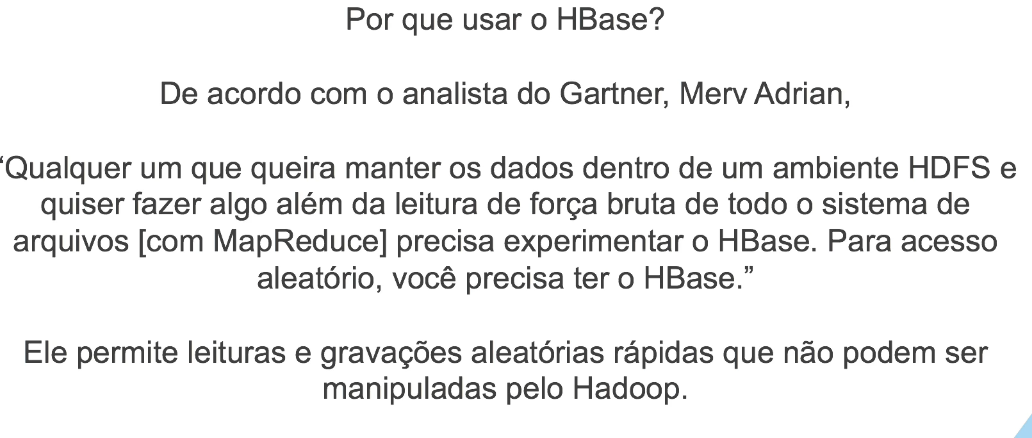 Por que usar o HBase?
De acordo com o analista do Gartner, Merv Adrian,
“Qualquer um que queira manter os dados dentro de um ambiente HDFS e
quiser fazer algo além da leitura de força bruta de todo o sistema de
arquivos [com MapReduce] precisa experimentar o HBase. Para acesso
aleatório, você precisa ter o HBase.”
Ele permite leituras e gravações aleatórias rápidas que não podem ser
manipuladas pelo Hadoop.